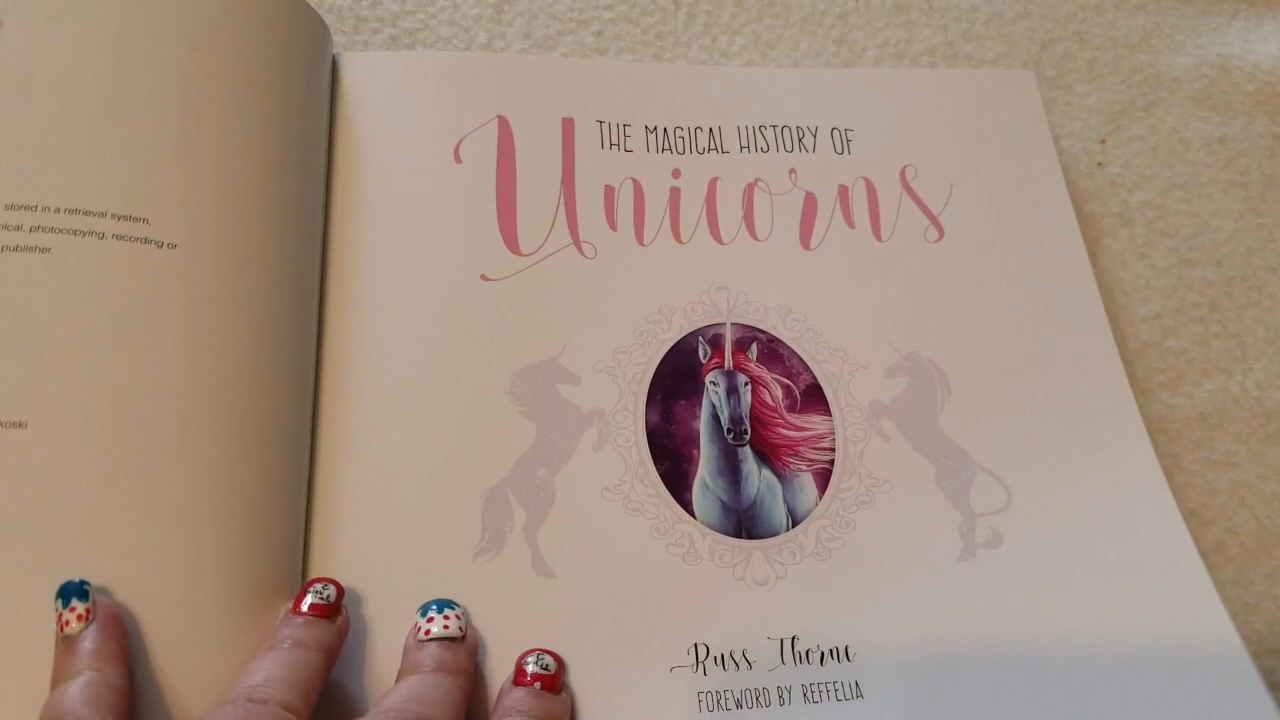 stored in a retrieval system,
nical, photocopying, recording or
publisher.
koski
THE MAGICAL HISTORY OF
Unicorns
Russ Thorne
FOREWORD BY REFFELIA